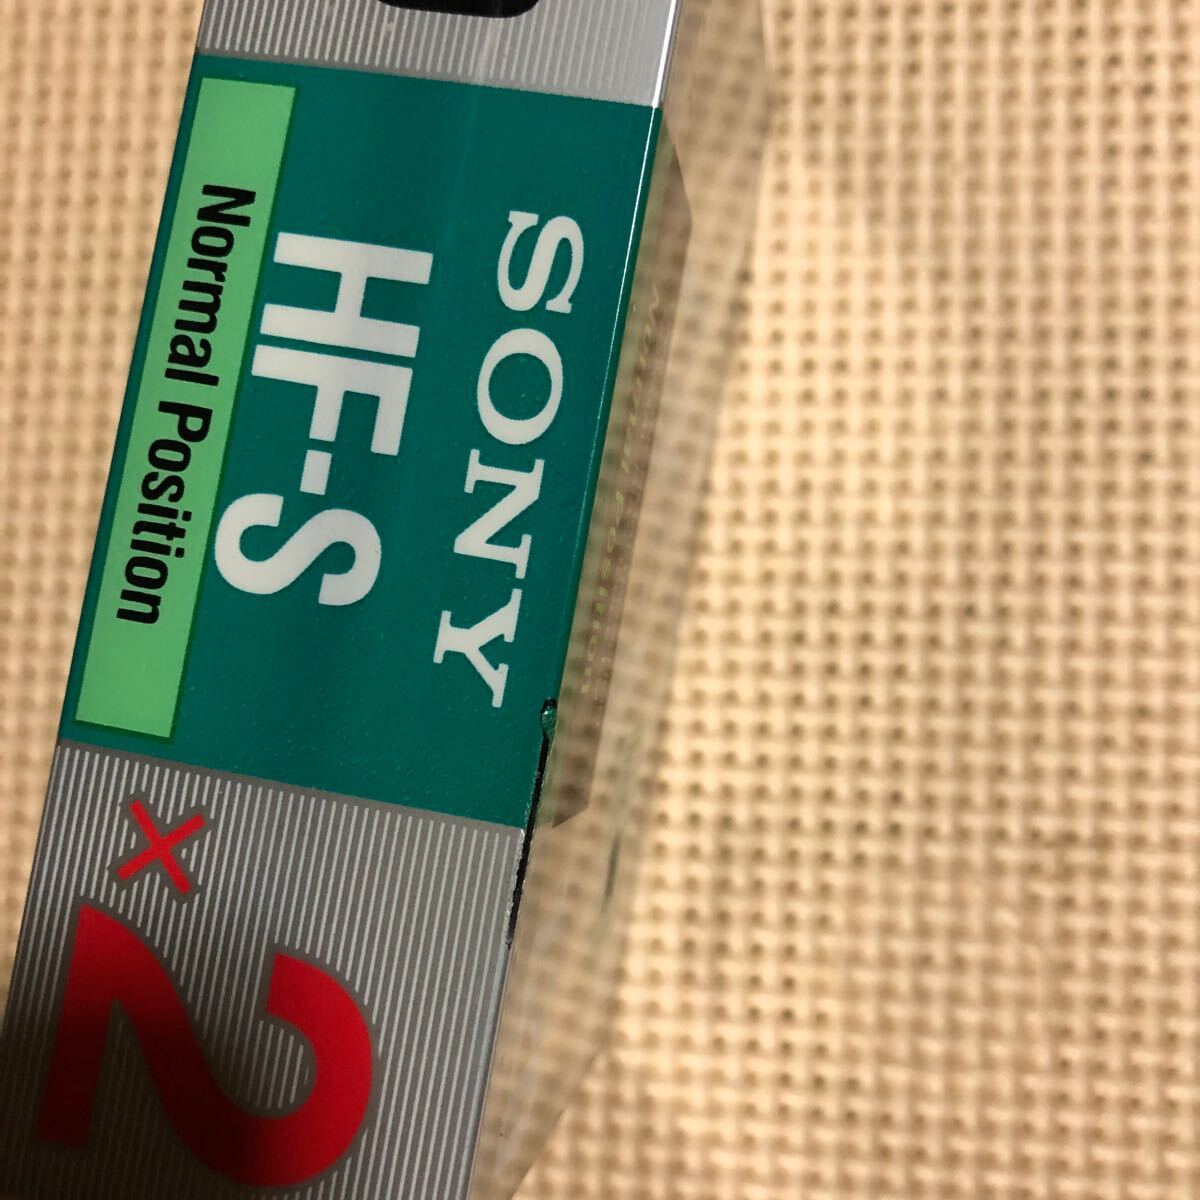 SONY
HF-S
Normal Position
×2